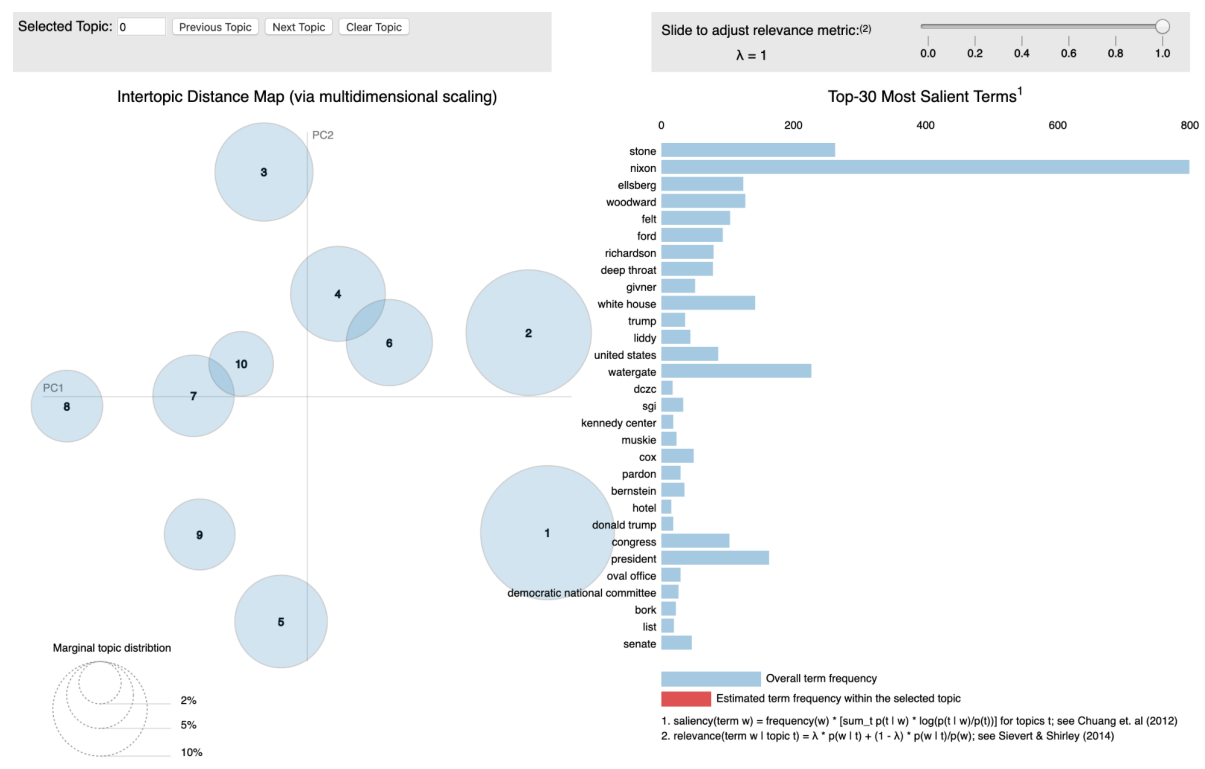 Selected Topic: 0 Previous Topic Next Topic Clear Topic
Slide to adjust relevance metric:(2)
λ = 1
0.0 0.2 0.4 0.6 0.8 1.0
Intertopic Distance Map (via multidimensional scaling)
PC2
PC1
3
4
6
2
10
7
8
9
1
5
Marginal topic distribtion
2%
5%
10%
Top-30 Most Salient Terms1
0 200 400 600 800
stone
nixon
ellsberg
woodward
felt
ford
richardson
deep throat
givner
white house
trump
liddy
united states
watergate
dczc
sgi
kennedy center
muskie
cox
pardon
bernstein
hotel
donald trump
congress
president
oval office
democratic national committee
bork
list
senate
Overall term frequency
Estimated term frequency within the selected topic
1. saliency(term w) = frequency(w) * [sum_t p(t | w) * log(p(t | w)/p(t))] for topics t; see Chuang et. al (2012)
2. relevance(term w | topic t) = λ * p(w | t) + (1 - λ) * p(w | t)/p(w); see Sievert & Shirley (2014)